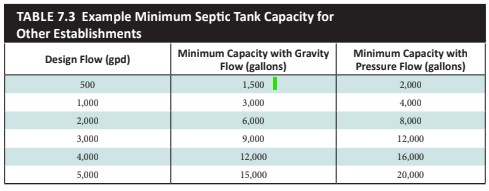 TABLE 7.3 Example Minimum Septic Tank Capacity for
Other Establishments
Design Flow (gpd) Minimum Capacity with Gravity Flow (gallons) Minimum Capacity with Pressure Flow (gallons)
500 1,500 2,000
1,000 3,000 4,000
2,000 6,000 8,000
3,000 9,000 12,000
4,000 12,000 16,000
5,000 15,000 20,000